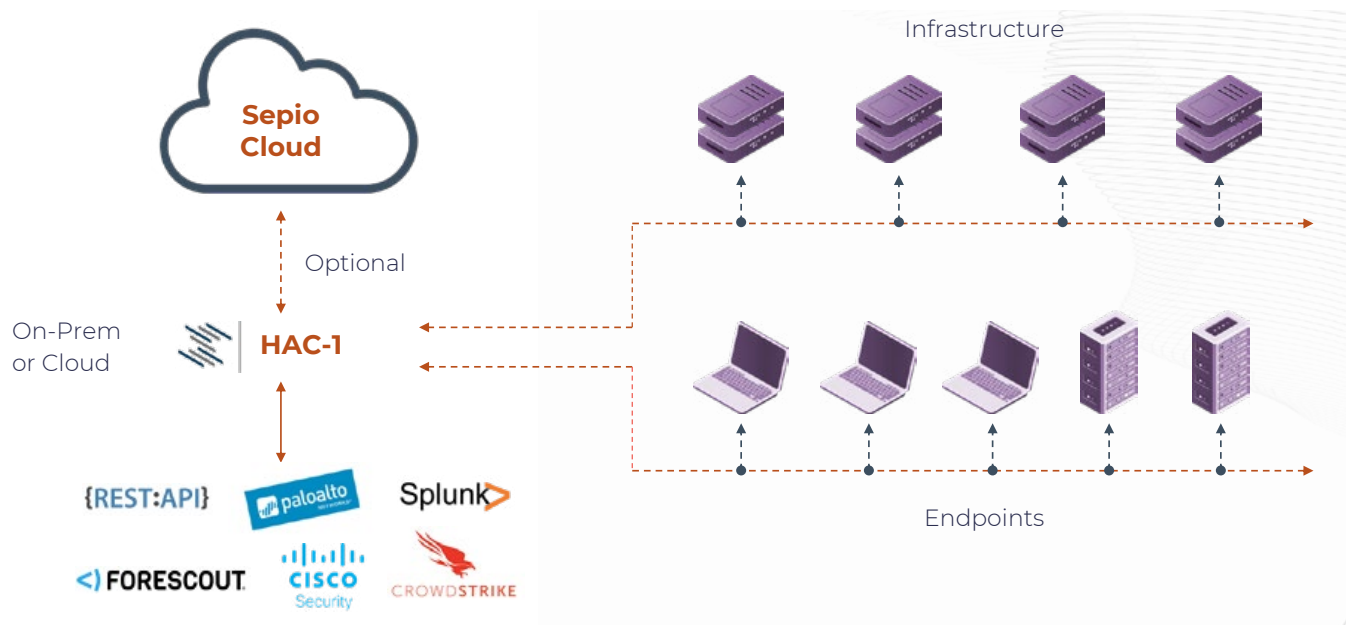 Infrastructure
Sepio
Cloud
Optional
On-Prem
or Cloud
HAC-1
{REST:API}
paloalto
NETWORKS
Splunk>
Endpoints
<) FORESCOUT.
CISCO
Security
CROWDSTRIKE